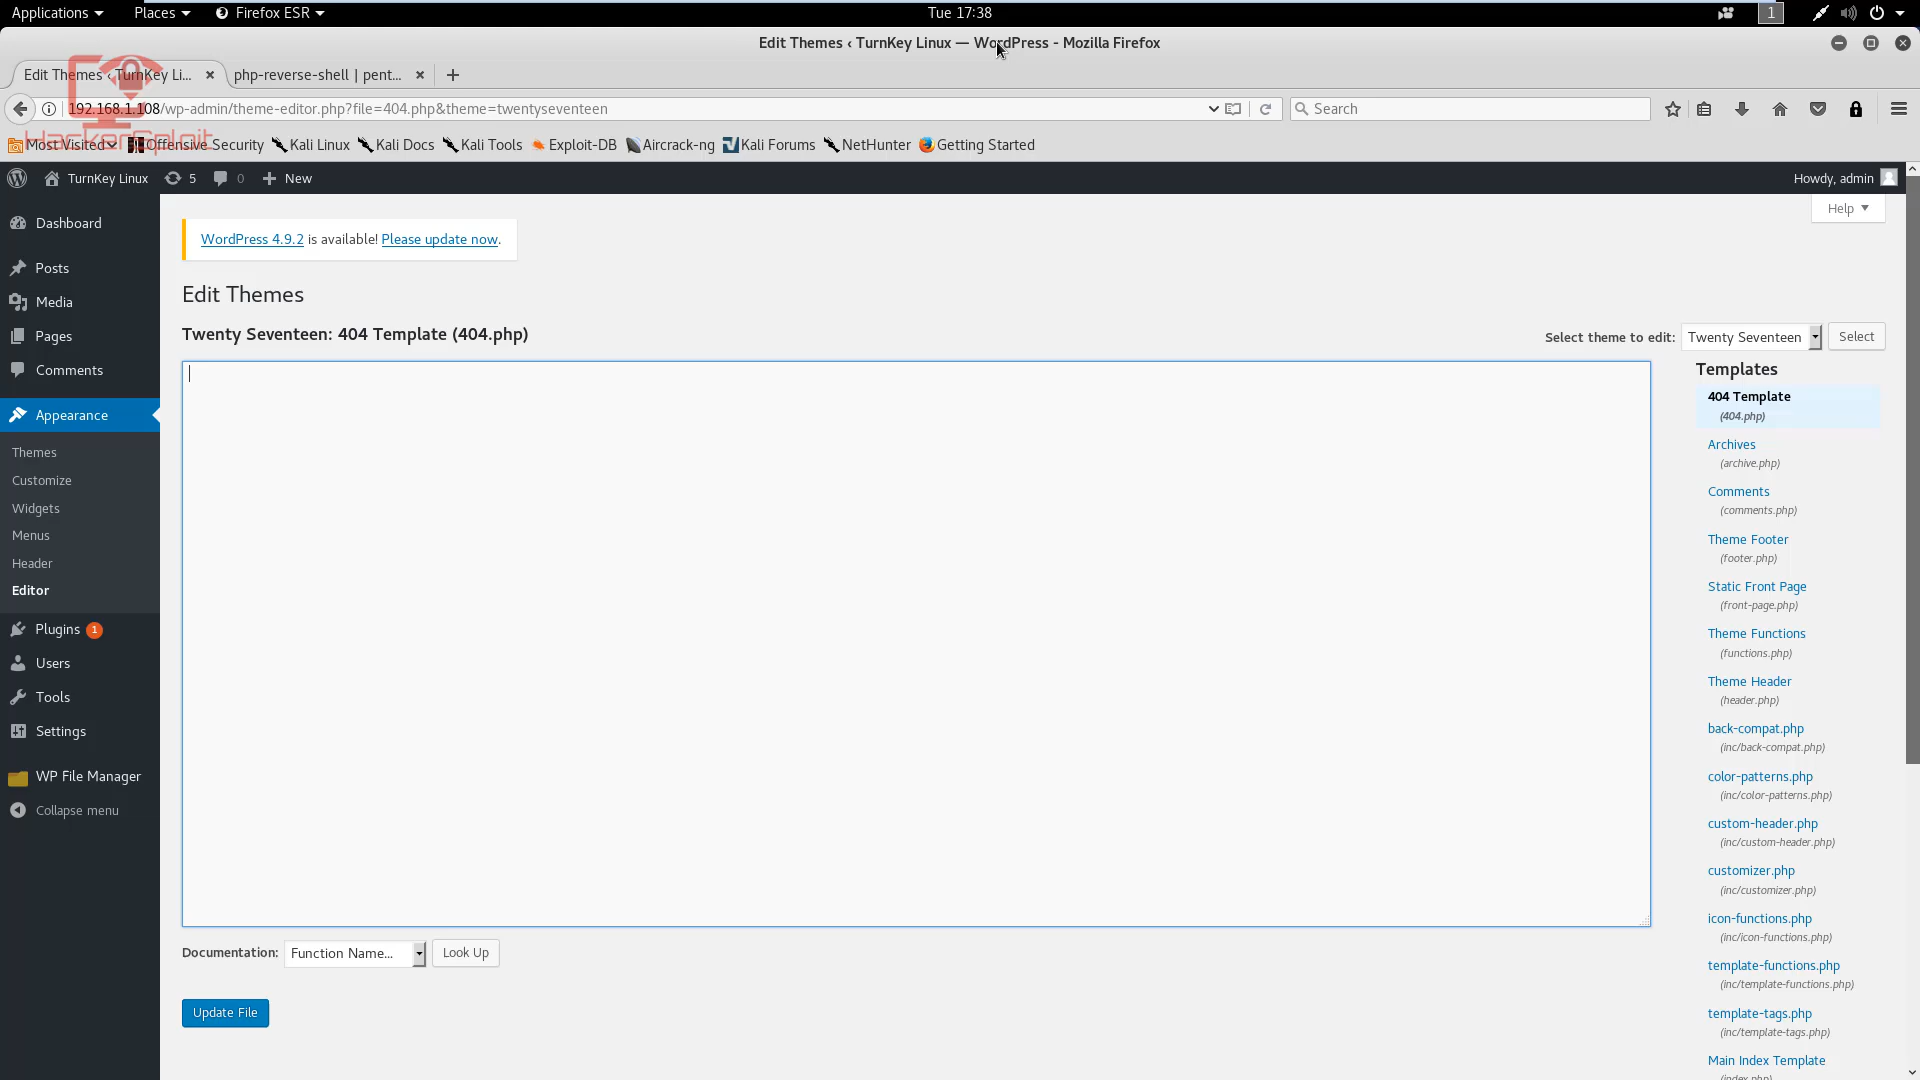 Applications Places Firefox ESR Tue 17:38 1
Edit Themes ‹ TurnKey Linux — WordPress - Mozilla Firefox
Edit Themes ‹ TurnKey Li... php-reverse-shell | pent...
192.168.1.108/wp-admin/theme-editor.php?file=404.php&theme=twentyseventeen Search
HackerSploit
Most Visited Offensive Security Kali Linux Kali Docs Kali Tools Exploit-DB Aircrack-ng Kali Forums NetHunter Getting Started
TurnKey Linux 5 0 New Howdy, admin
Help
Dashboard
Posts
Media
Pages
Comments
Appearance
Themes
Customize
Widgets
Menus
Header
Editor
Plugins 1
Users
Tools
Settings
WP File Manager
Collapse menu
WordPress 4.9.2 is available! Please update now.
Edit Themes
Twenty Seventeen: 404 Template (404.php)
Select theme to edit: Twenty Seventeen Select
Documentation: Function Name... Look Up
Update File
Templates
404 Template
(404.php)
Archives
(archive.php)
Comments
(comments.php)
Theme Footer
(footer.php)
Static Front Page
(front-page.php)
Theme Functions
(functions.php)
Theme Header
(header.php)
back-compat.php
(inc/back-compat.php)
color-patterns.php
(inc/color-patterns.php)
custom-header.php
(inc/custom-header.php)
customizer.php
(inc/customizer.php)
icon-functions.php
(inc/icon-functions.php)
template-functions.php
(inc/template-functions.php)
template-tags.php
(inc/template-tags.php)
Main Index Template
(index.php)